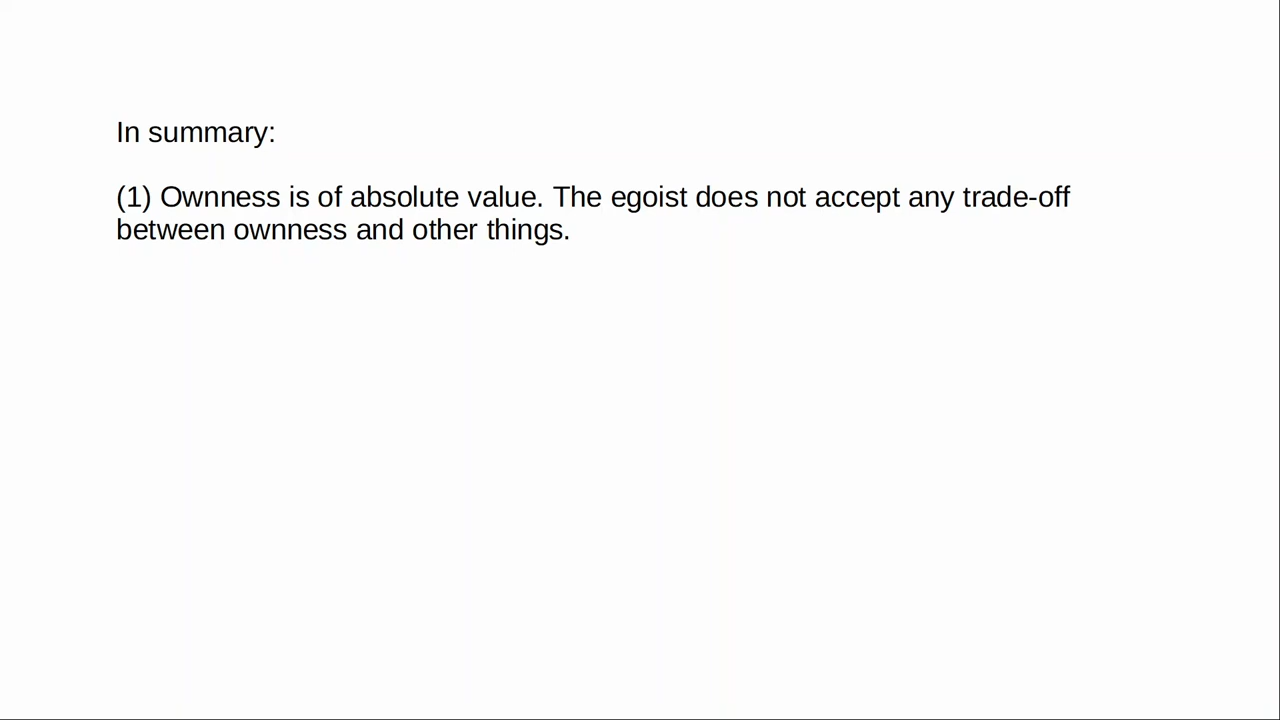 In summary:
(1) Ownness is of absolute value. The egoist does not accept any trade-off
between ownness and other things.